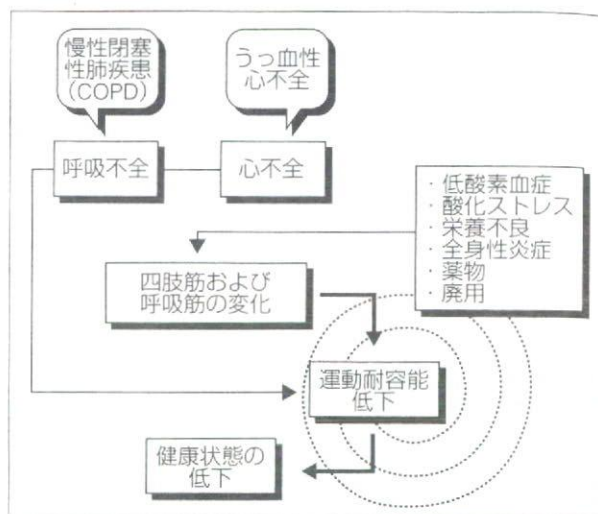 慢性閉塞
性肺疾患
(COPD)
うっ血性
心不全
呼吸不全
心不全
・低酸素血症
・酸化ストレス
・栄養不良
・全身性炎症
・薬物
・廃用
四肢筋および
呼吸筋の変化
運動耐容能
低下
健康状態の
低下